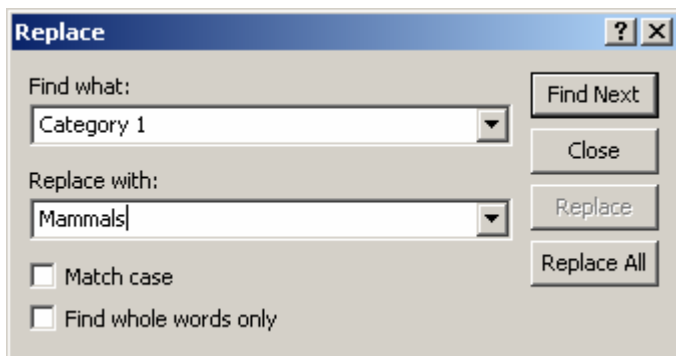 Replace
Find what:
Category 1
Replace with:
Mammals
Match case
Find whole words only
Find Next
Close
Replace
Replace All